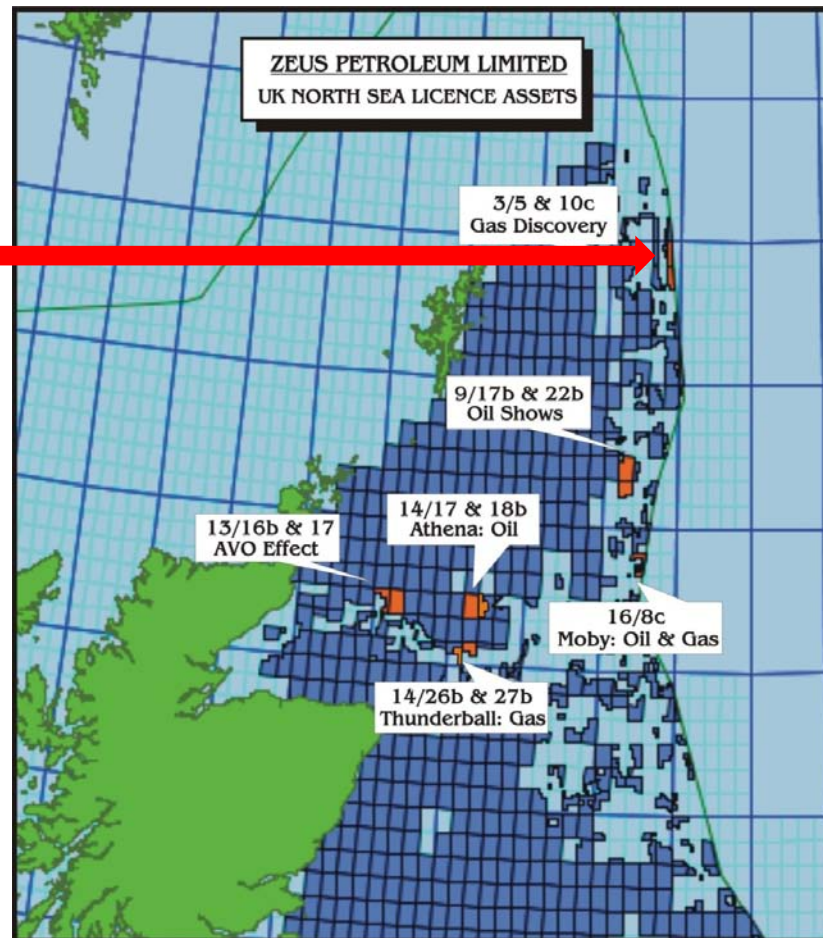 ZEUS PETROLEUM LIMITED
UK NORTH SEA LICENCE ASSETS
3/5 & 10c
Gas Discovery
9/17b & 22b
Oil Shows
14/17 & 18b
Athena: Oil
13/16b & 17
AVO Effect
16/8c
Moby: Oil & Gas
14/26b & 27b
Thunderball: Gas